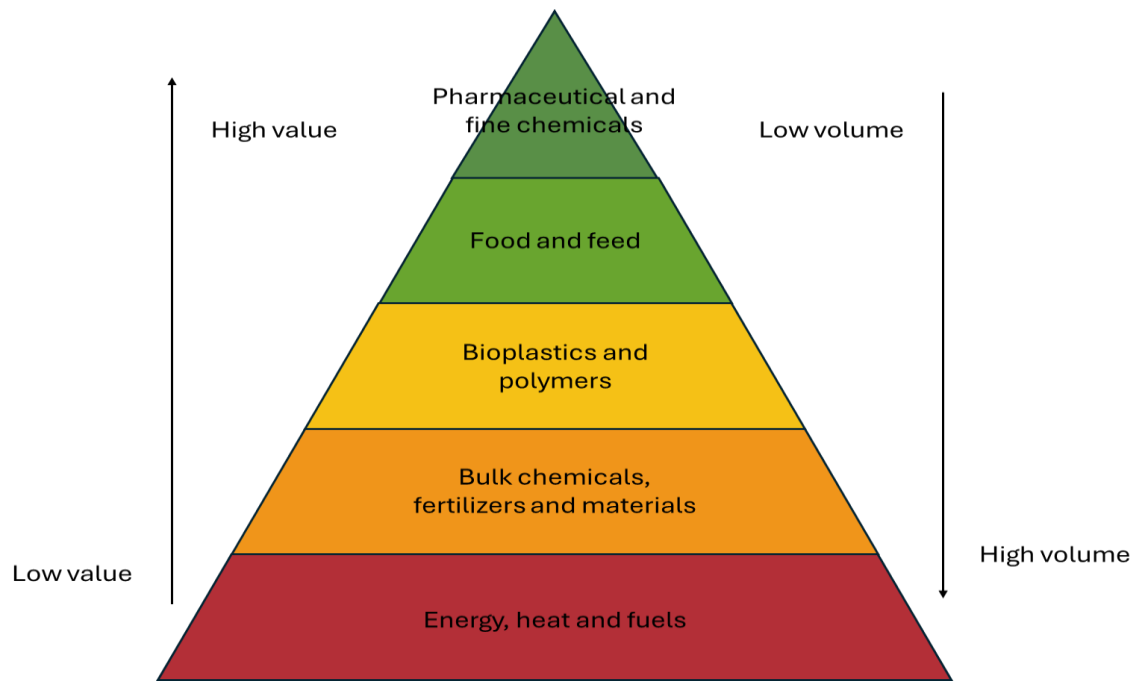 Pharmaceutical and
fine chemicals
High value
Low volume
Food and feed
Bioplastics and
polymers
Bulk chemicals,
fertilizers and materials
High volume
Low value
Energy, heat and fuels